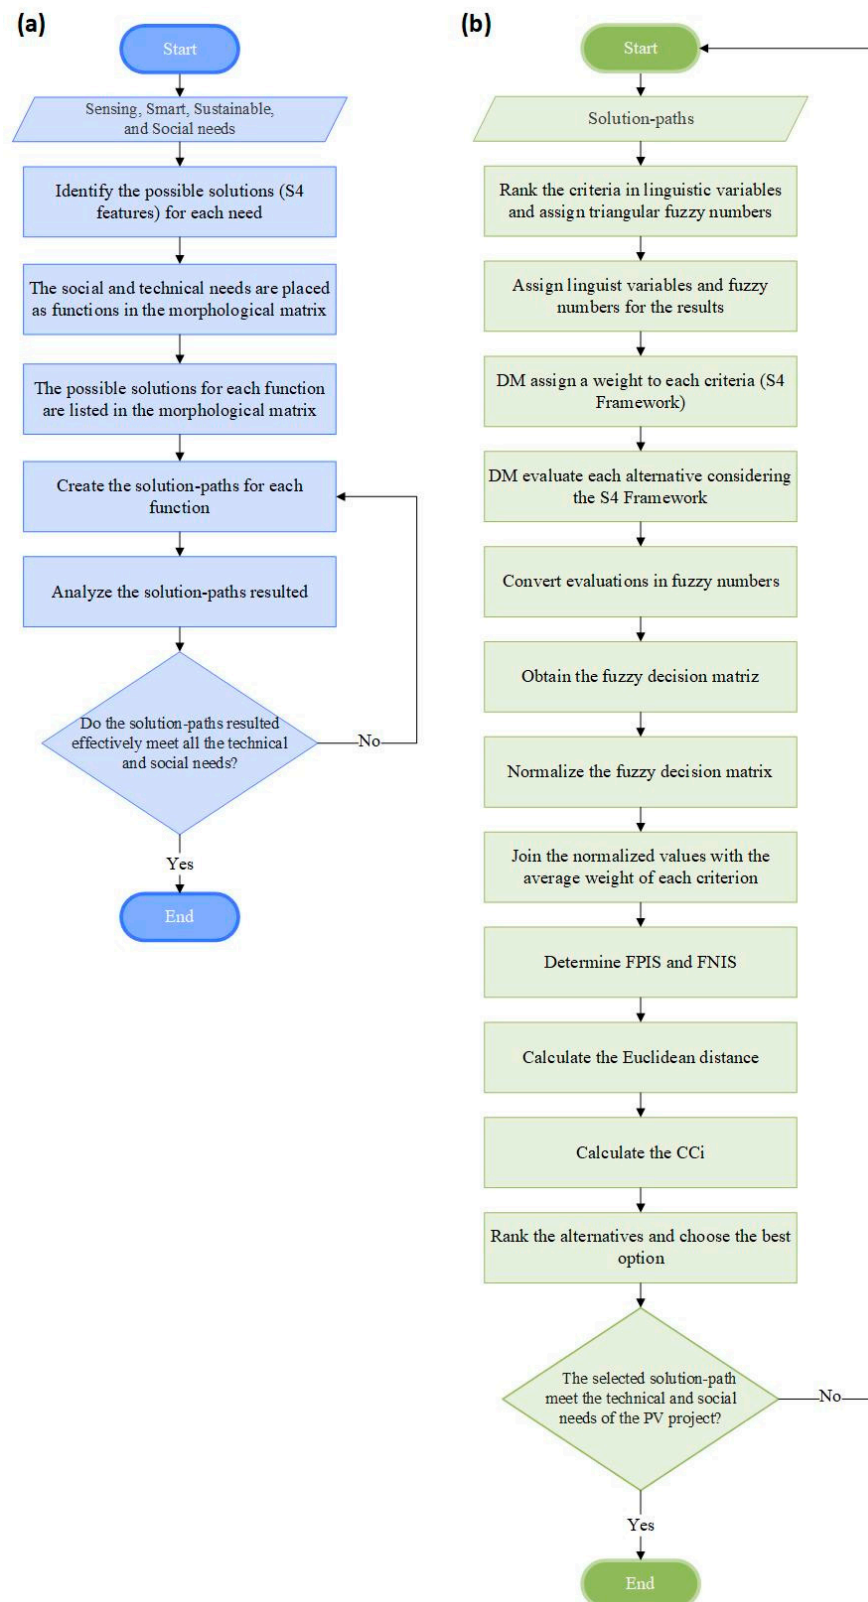 (a)
Start
Sensing, Smart, Sustainable,
and Social needs
Identify the possible solutions (S4
features) for each need
The social and technical needs are placed
as functions in the morphological matrix
The possible solutions for each function
are listed in the morphological matrix
Create the solution-paths for each
function
Analyze the solution-paths resulted
Do the solution-paths resulted
effectively meet all the technical
and social needs?
No
Yes
End
(b)
Start
Solution-paths
Rank the criteria in linguistic variables
and assign triangular fuzzy numbers
Assign linguist variables and fuzzy
numbers for the results
DM assign a weight to each criteria (S4
Framework)
DM evaluate each alternative considering
the S4 Framework
Convert evaluations in fuzzy numbers
Obtain the fuzzy decision matriz
Normalize the fuzzy decision matrix
Join the normalized values with the
average weight of each criterion
Determine FPIS and FNIS
Calculate the Euclidean distance
Calculate the CCi
Rank the alternatives and choose the best
option
The selected solution-path
meet the technical and social
needs of the PV project?
No
Yes
End